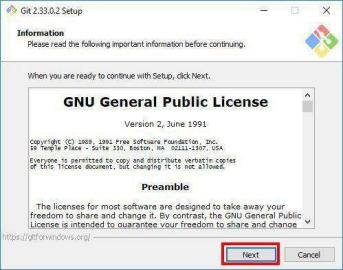 Git 2.33.0.2 Setup
Information
Please read the following important information before continuing.
When you are ready to continue with Setup, click Next.
GNU General Public License
Version 2, June 1991
Copyright (C) 1989, 1991 Free Software Foundation, Inc.
59 Temple Place - Suite 330, Boston, MA 02111-1307, USA
Everyone is permitted to copy and distribute verbatim copies
of this license document, but changing it is not allowed.
Preamble
The licenses for most software are designed to take away your
freedom to share and change it. By contrast, the GNU General Public
License is intended to guarantee your freedom to share and change
https://gitforwindows.org/
Next
Cancel